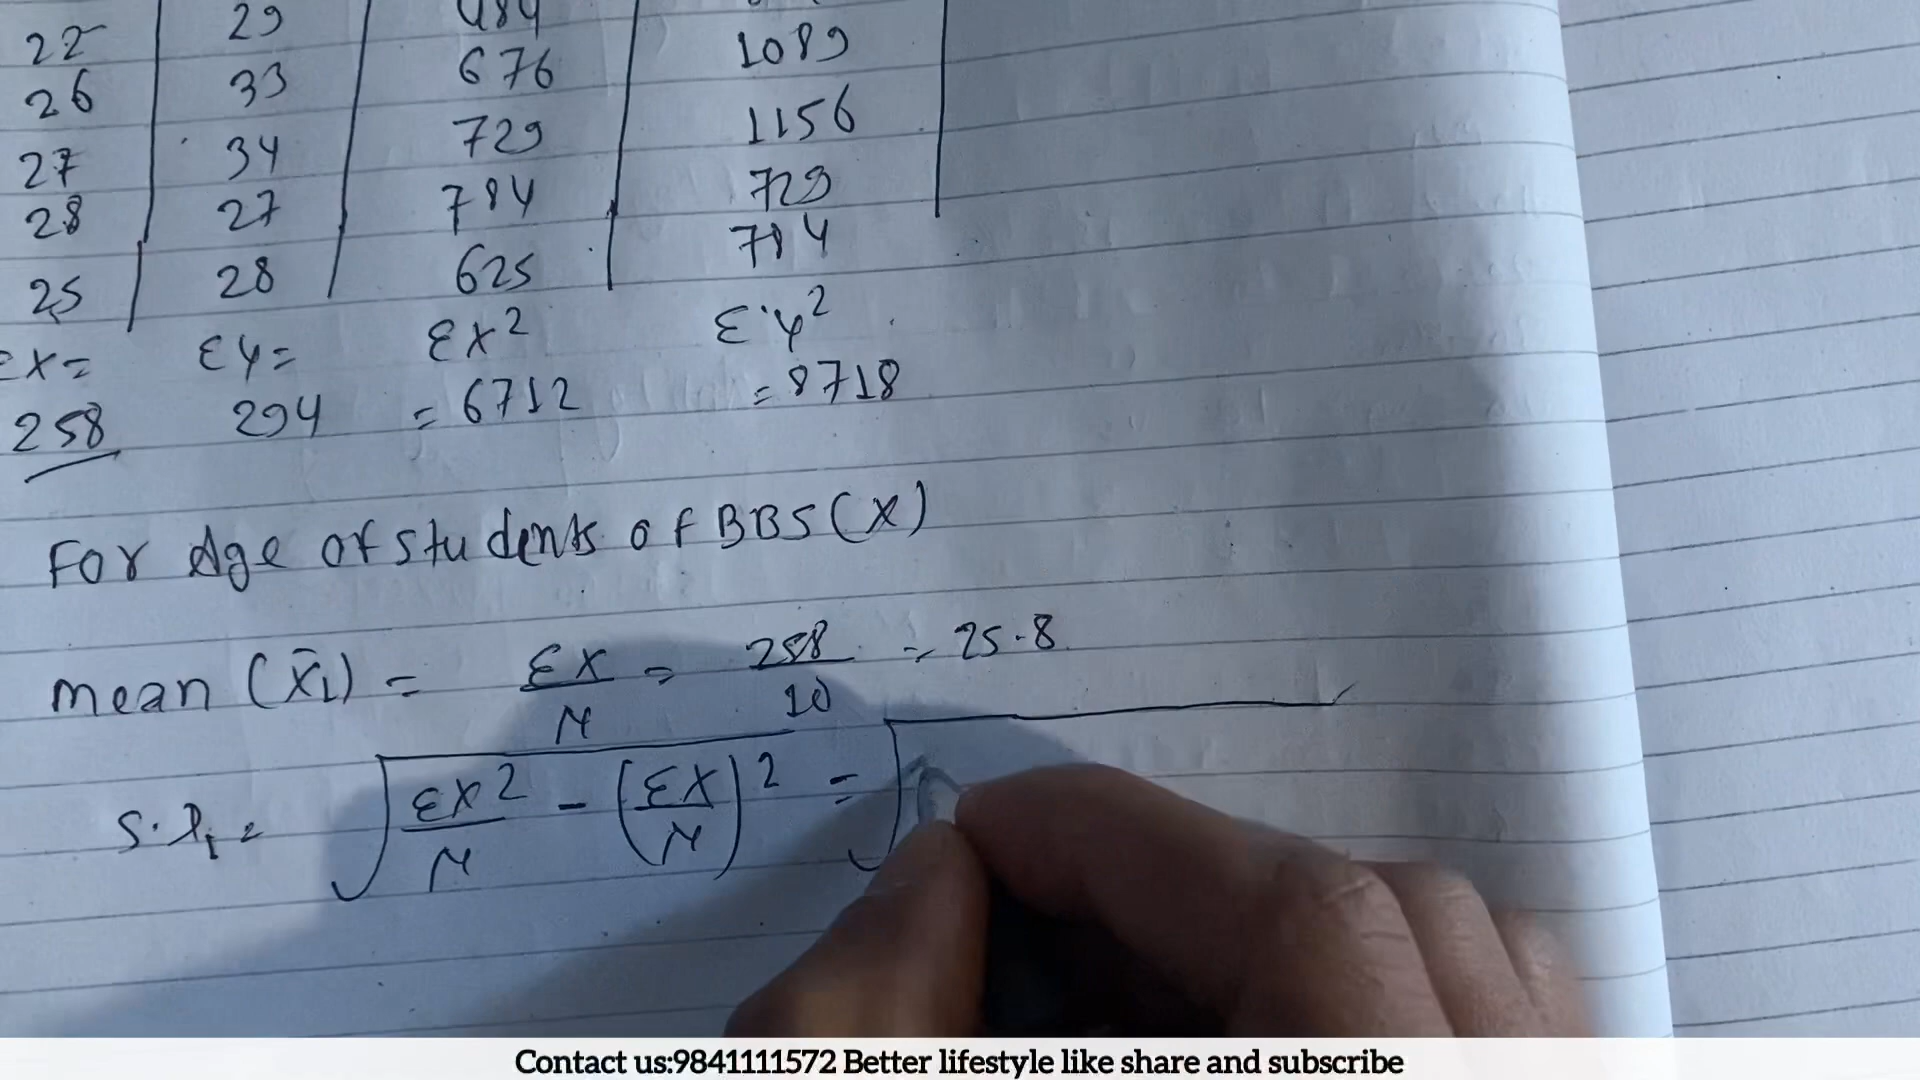 22 29 484
26 33 676 1089
27 34 729 1156
28 27 784 729
25 28 625 784
ΣX= ΣY= ΣX² ΣY²
258 294 = 6712 = 8718
For Age of students of BBS (X)
mean (X̄₁) = ΣX/N = 258/10 = 25.8
S.D₁ = √ΣX²/N - (ΣX/N)² = √
Contact us:9841111572 Better lifestyle like share and subscribe